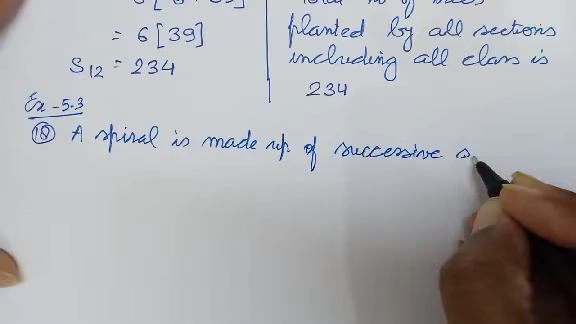 = 6 [39]
S12 = 234
planted by all sections
including all class is
234
Ex - 5.3
18 A spiral is made up of successive s